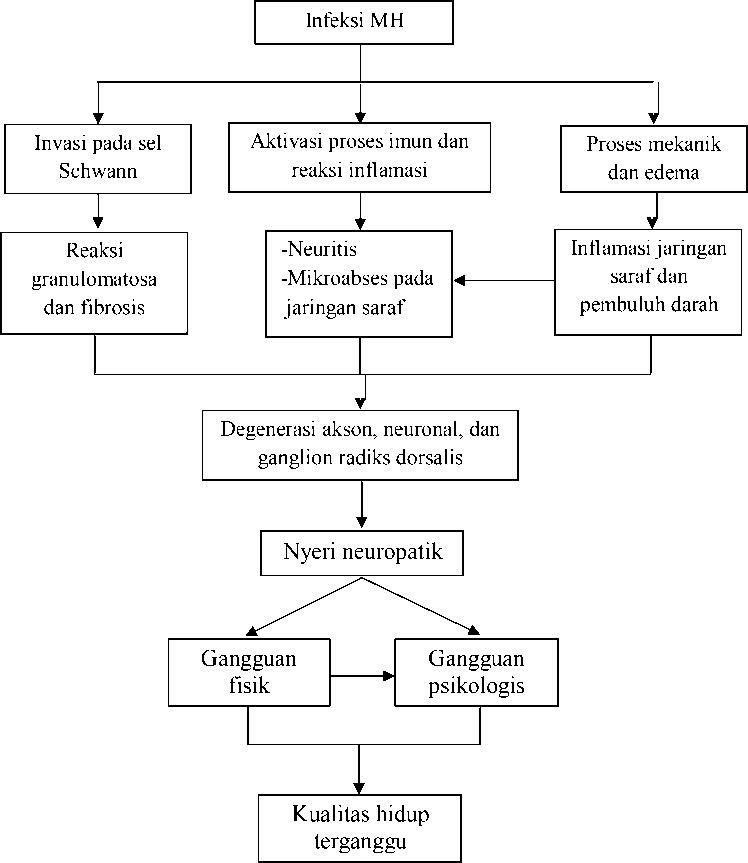 Infeksi MH
Invasi pada sel
Schwann
Aktivasi proses imun dan
reaksi inflamasi
Proses mekanik
dan edema
Reaksi
granulomatosa
dan fibrosis
-Neuritis
-Mikroabses pada
jaringan saraf
Inflamasi jaringan
saraf dan
pembuluh darah
Degenerasi akson, neuronal, dan
ganglion radiks dorsalis
Nyeri neuropatik
Gangguan
fisik
Gangguan
psikologis
Kualitas hidup
terganggu